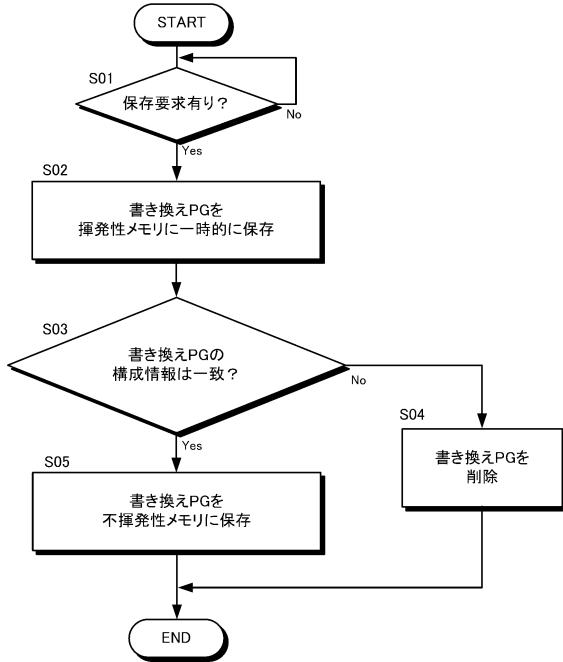 START
S01
保存要求有り？
No
Yes
S02
書き換えPGを
揮発性メモリに一時的に保存
S03
書き換えPGの
構成情報は一致？
No
Yes
S04
書き換えPGを
削除
S05
書き換えPGを
不揮発性メモリに保存
END